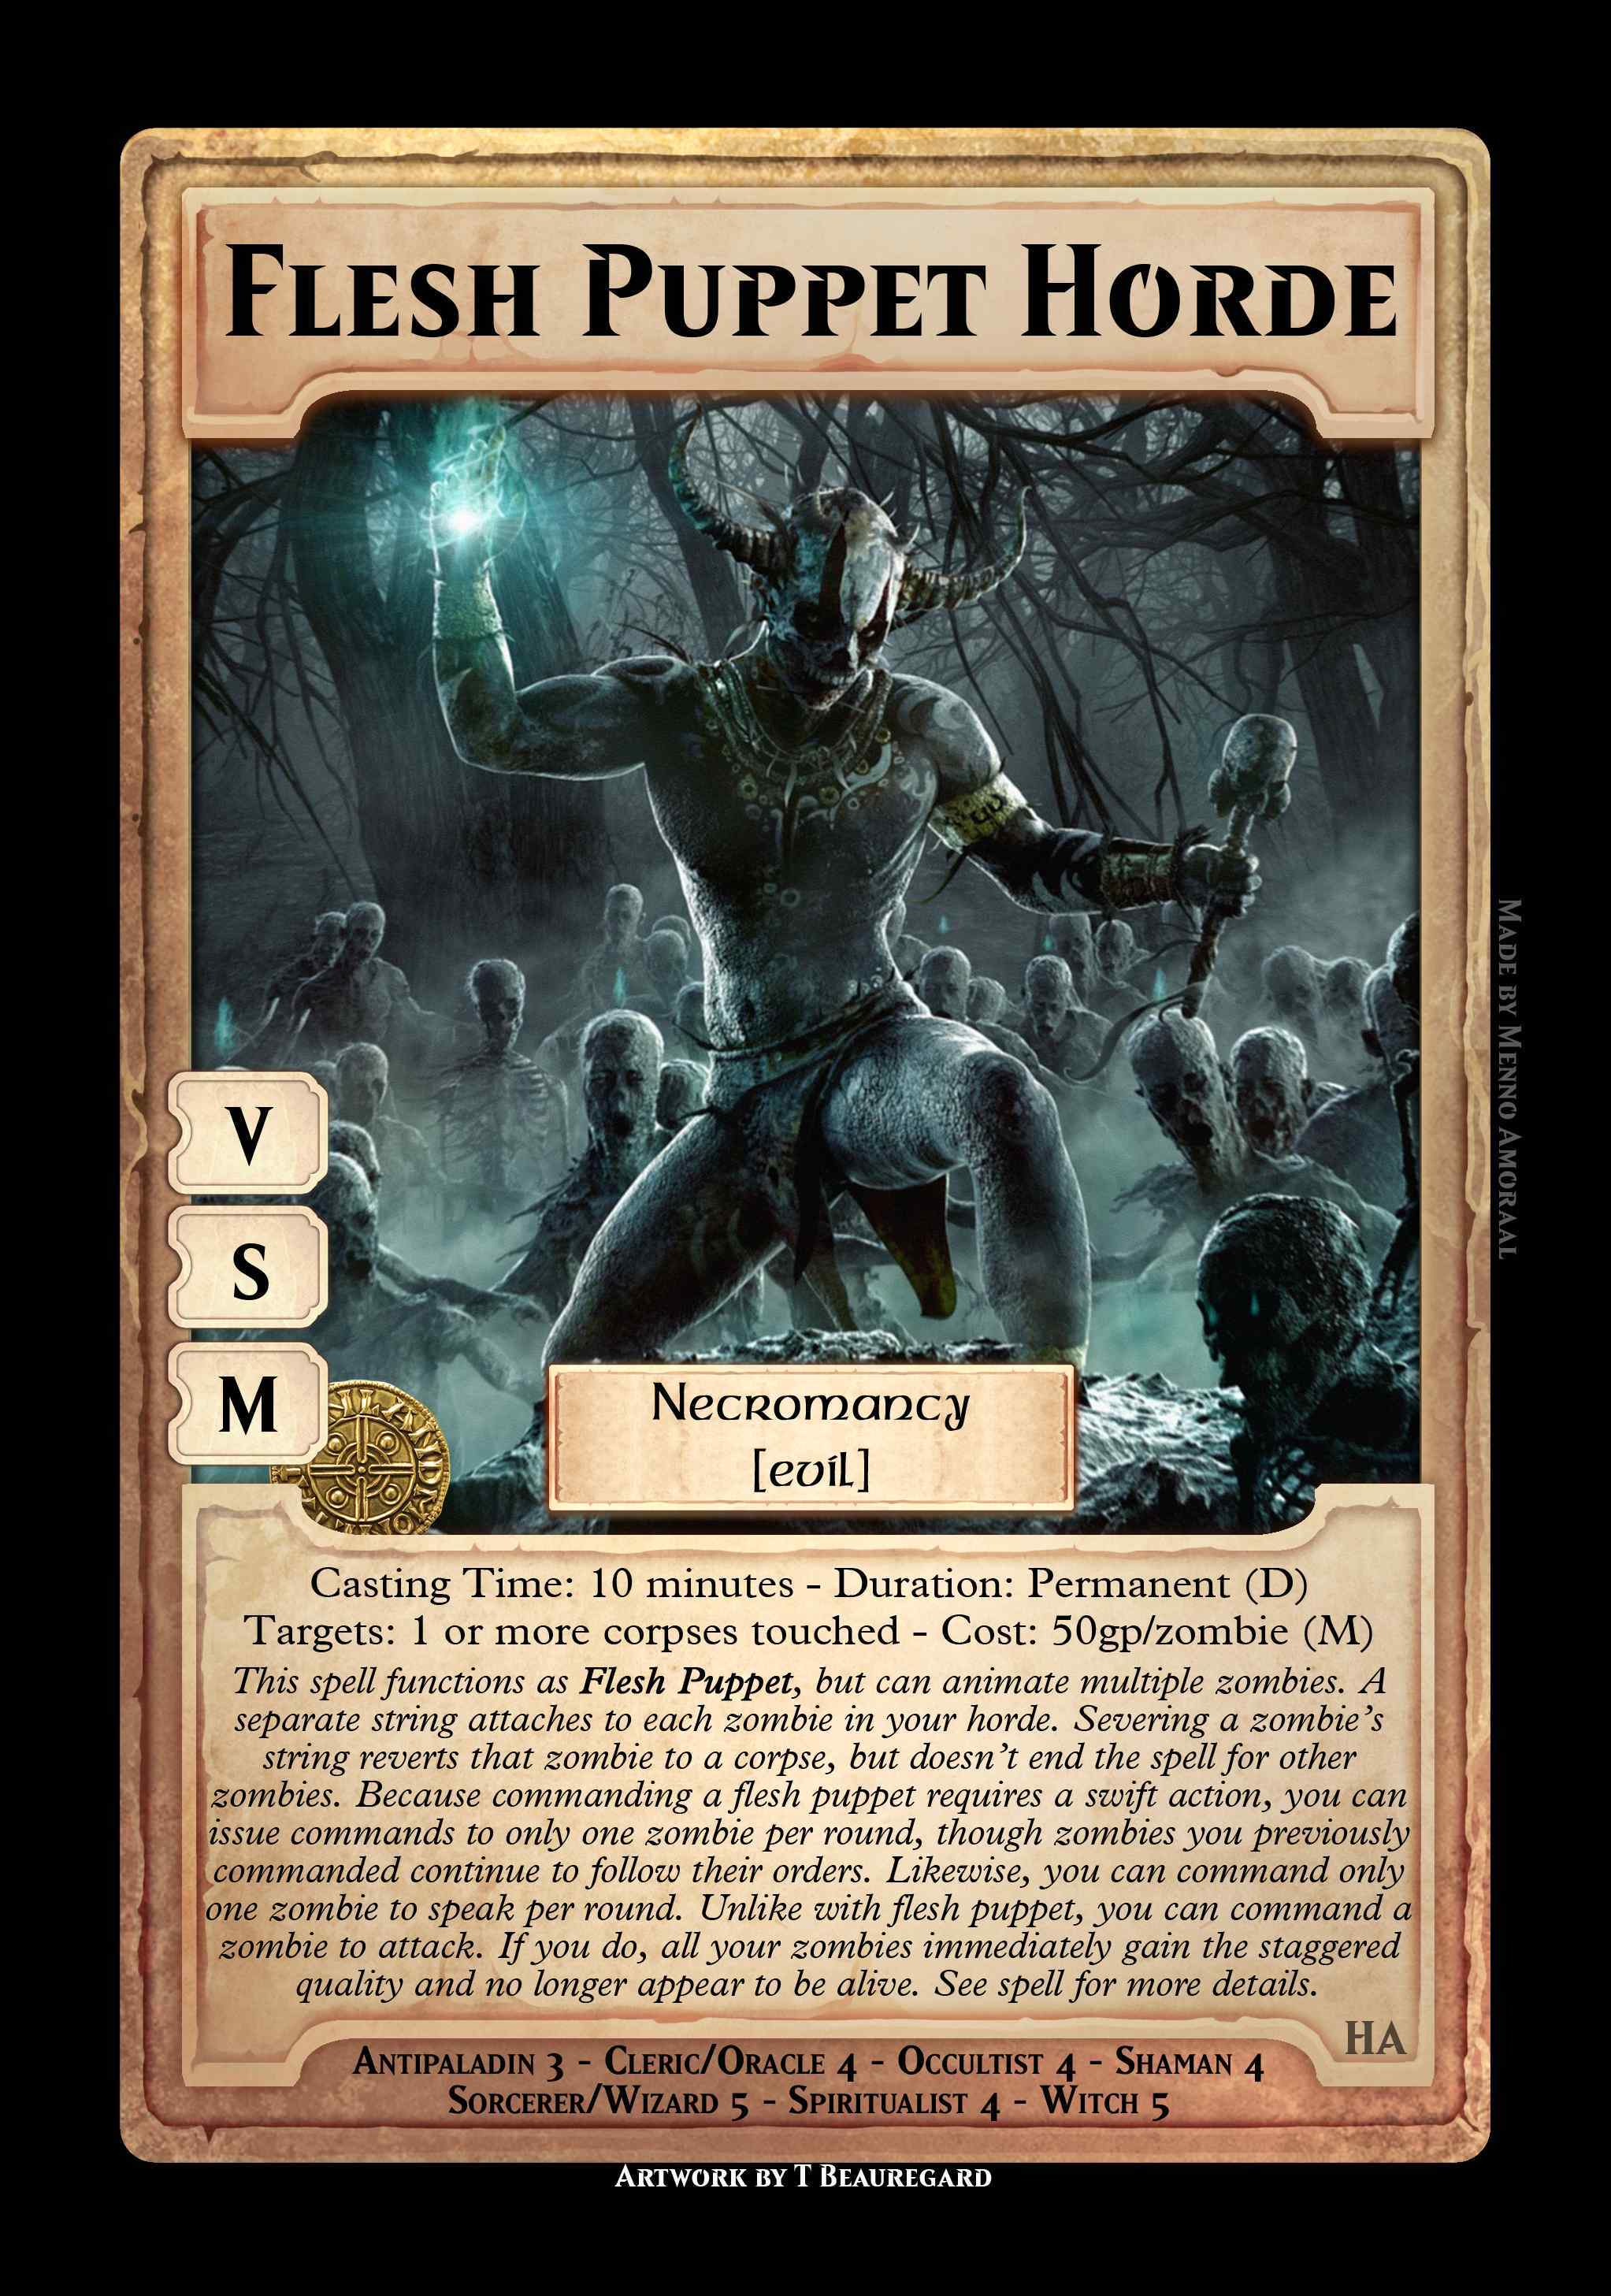 Flesh Puppet Horde
V
S
M
Necromancy
[evil]
Casting Time: 10 minutes - Duration: Permanent (D)
Targets: 1 or more corpses touched - Cost: 50gp/zombie (M)
This spell functions as Flesh Puppet, but can animate multiple zombies. A
separate string attaches to each zombie in your horde. Severing a zombie's
string reverts that zombie to a corpse, but doesn't end the spell for other
zombies. Because commanding a flesh puppet requires a swift action, you can
issue commands to only one zombie per round, though zombies you previously
commanded continue to follow their orders. Likewise, you can command only
one zombie to speak per round. Unlike with flesh puppet, you can command a
zombie to attack. If you do, all your zombies immediately gain the staggered
quality and no longer appear to be alive. See spell for more details.
HA
Antipaladin 3 - Cleric/Oracle 4 - Occultist 4 - Shaman 4
Sorcerer/Wizard 5 - Spiritualist 4 - Witch 5
Artwork by T Beauregard
Made by Menno Amoraal